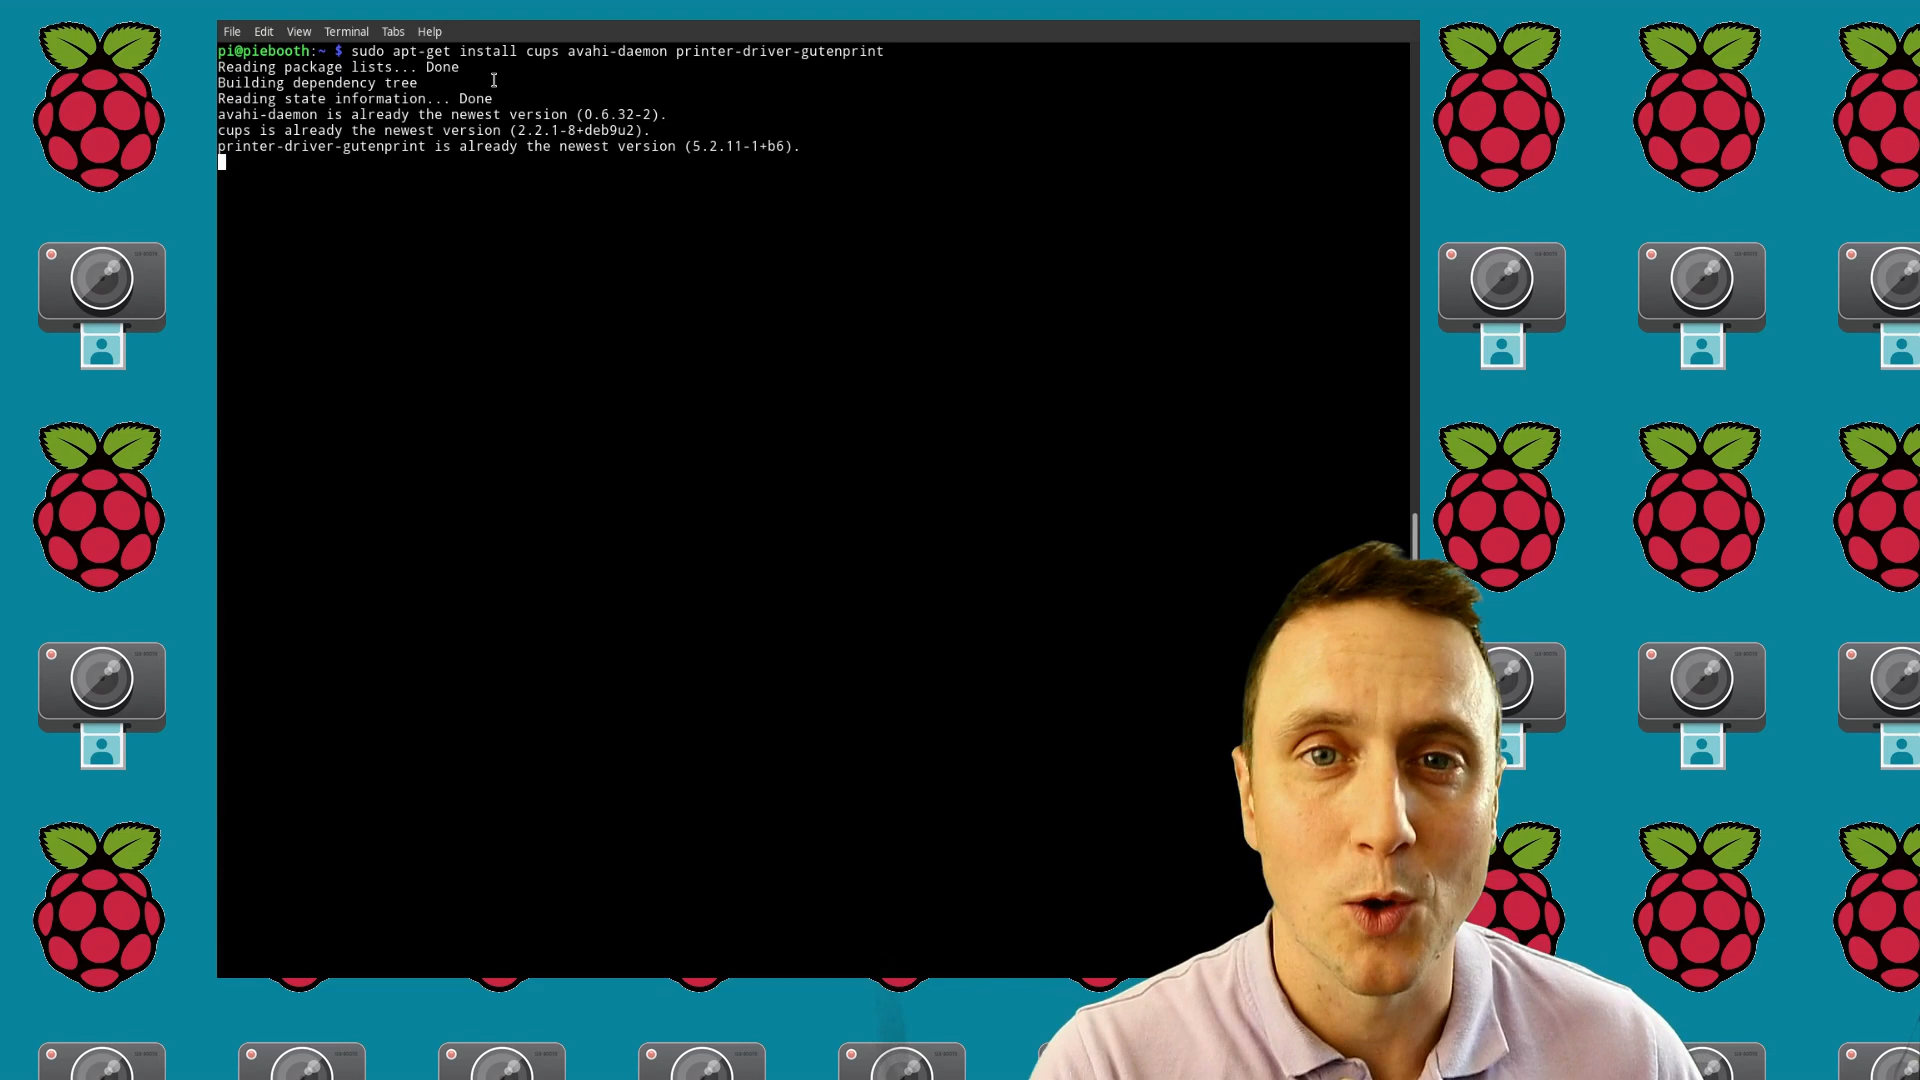 File Edit View Terminal Tabs Help
pi@piebooth:~ $ sudo apt-get install cups avahi-daemon printer-driver-gutenprint
Reading package lists... Done
Building dependency tree
Reading state information... Done
avahi-daemon is already the newest version (0.6.32-2).
cups is already the newest version (2.2.1-8+deb9u2).
printer-driver-gutenprint is already the newest version (5.2.11-1+b6).